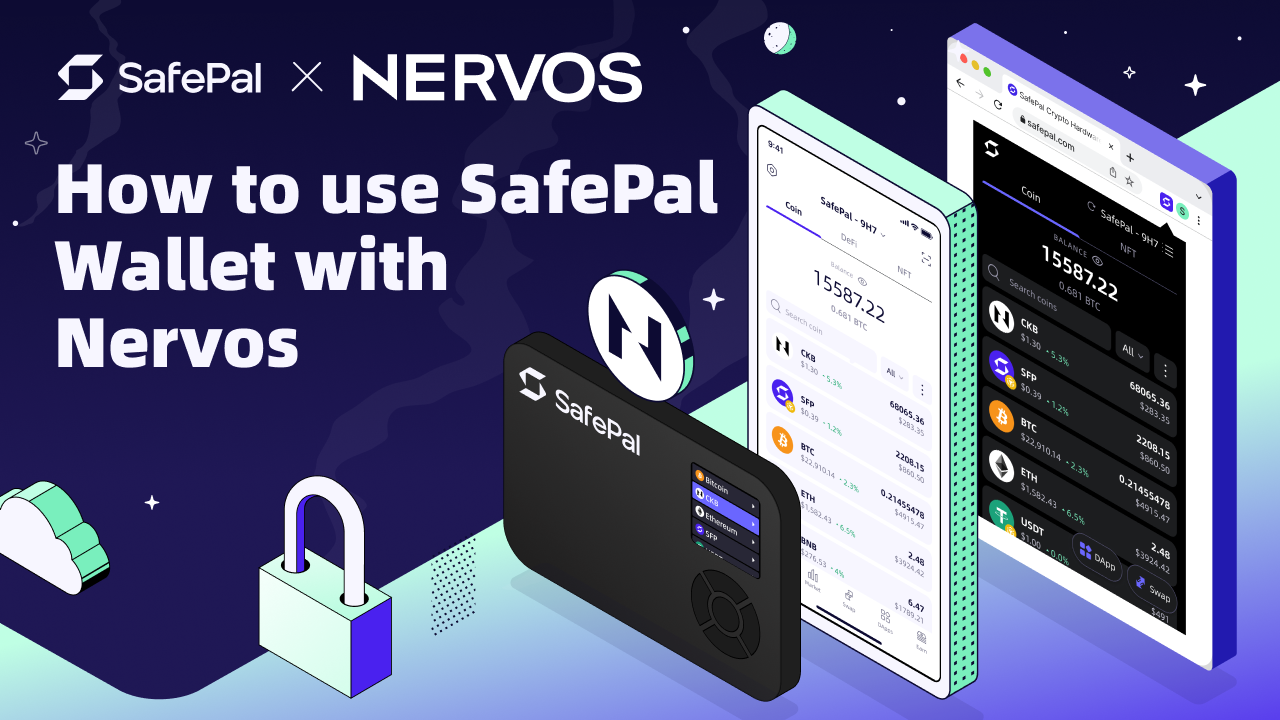 SafePal × NERVOS
How to use SafePal
Wallet with
Nervos
SafePal
Bitcoin
CKB
Ethereum
SFP
9:41
SafePal - 9H7
Coin
DeFi
NFT
Balance
15587.22
0.681 BTC
Search coin
All
CKB
68065.36
$1.30 5.3%
$283.35
SFP
2208.15
$0.39 1.2%
$860.50
BTC
0.21455478
$22,910.14 2.3%
$4915.47
ETH
2.48
$1,582.43 6.5%
$3924.42
BNB
6.47
$276.53 4%
$1789.21
Market
Swap
DApps
Earn
SafePal Crypto Hardwa
safepal.com
S
SafePal - 9H7
Coin
NFT
BALANCE
15587.22
0.681 BTC
Search coins
All
CKB
68065.36
$1.30 5.3%
$283.35
SFP
2208.15
$0.39 1.2%
$860.50
BTC
0.21455478
$22,910.14 2.3%
$4915.47
ETH
2.48
$1,582.43 6.5%
$3924.42
USDT
$1.00 0.0%
$491
DApp
Swap